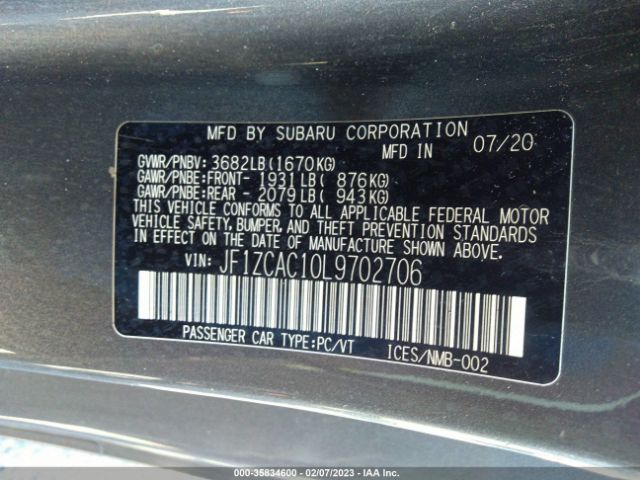 MFD BY SUBARU CORPORATION
MFD IN 07/20
GVWR/PNBV: 3682LB(1670KG)
GAWR/PNBE:FRONT- 1931LB( 876KG)
GAWR/PNBE:REAR - 2079LB( 943KG)
THIS VEHICLE CONFORMS TO ALL APPLICABLE FEDERAL MOTOR
VEHICLE SAFETY, BUMPER, AND THEFT PREVENTION STANDARDS
IN EFFECT ON THE DATE OF MANUFACTURE SHOWN ABOVE.
VIN: JF1ZCAC10L9702706
PASSENGER CAR TYPE:PC/VT ICES/NMB-002
000-35834600 — 02/07/2023 — IAA Inc.